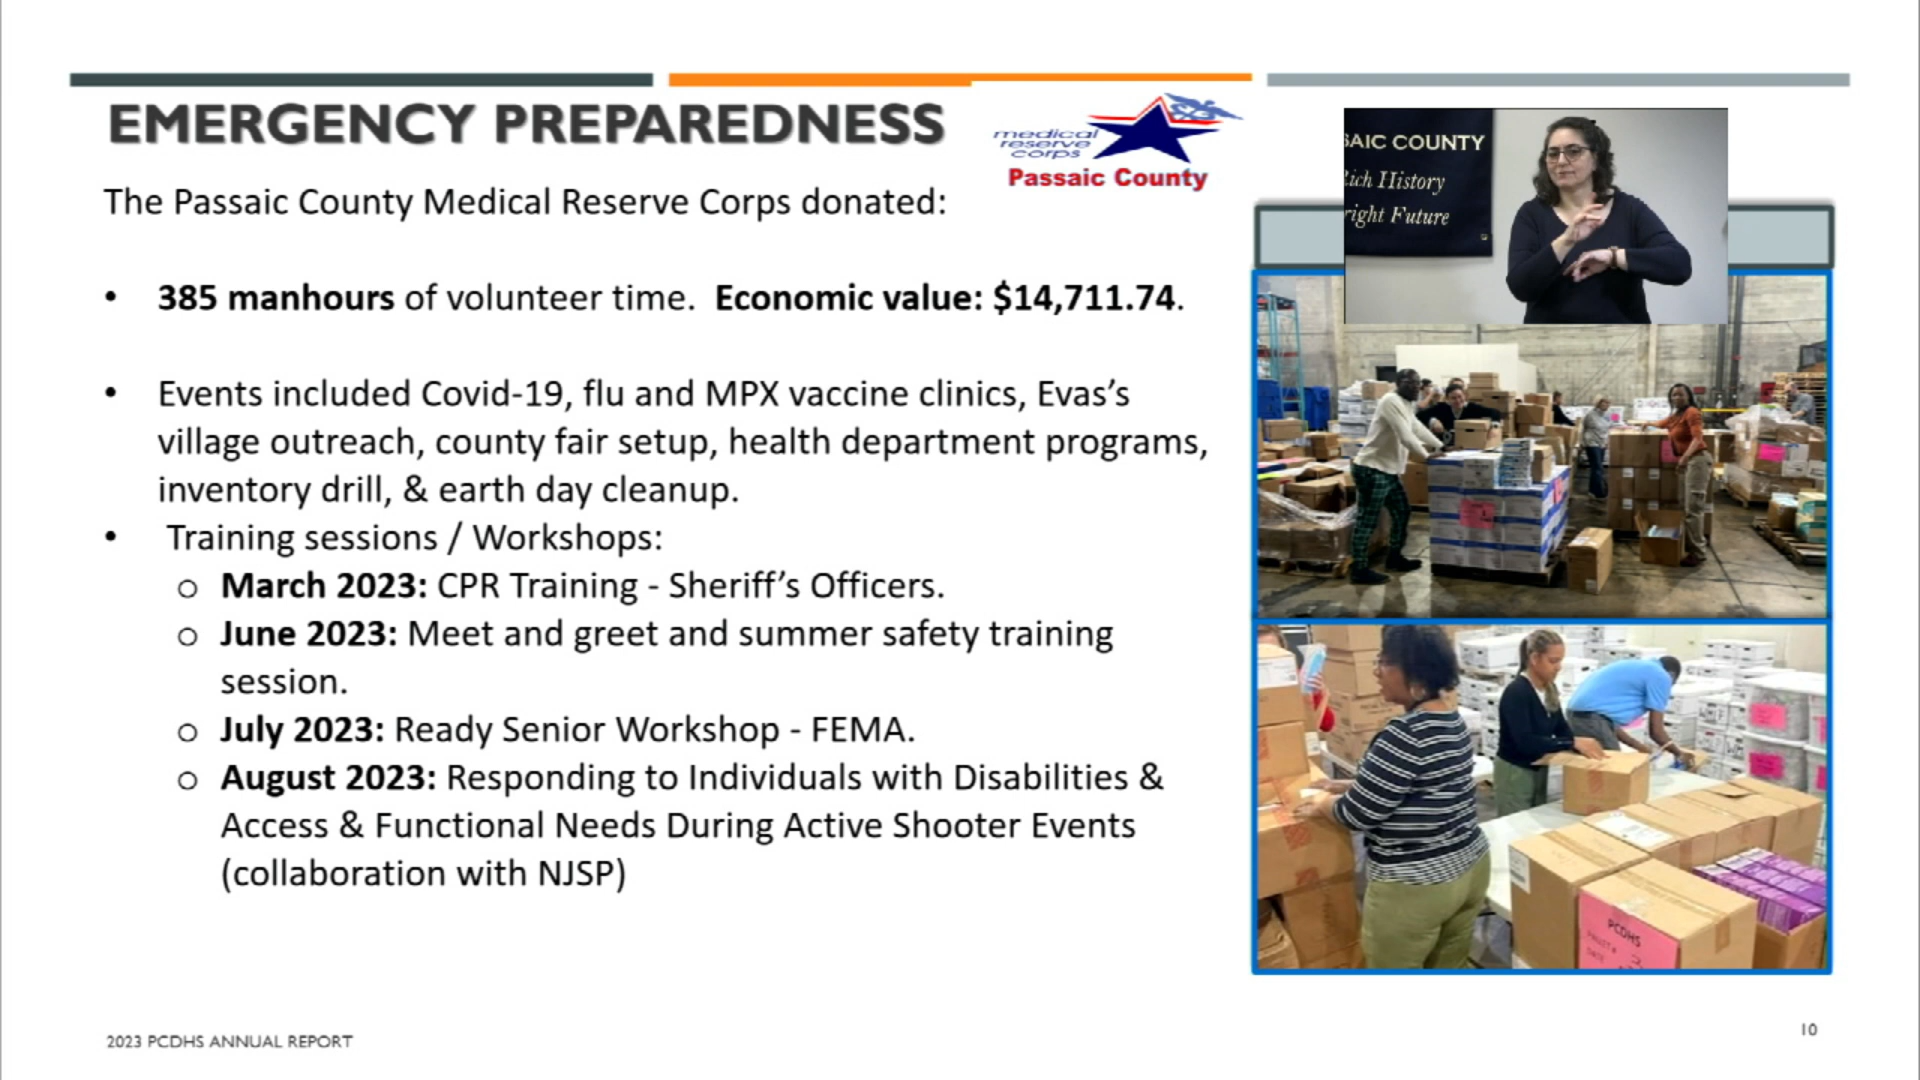 EMERGENCY PREPAREDNESS
medical
reserve
corps
Passaic County
SAIC COUNTY
Rich History
right Future
The Passaic County Medical Reserve Corps donated:
• 385 manhours of volunteer time. Economic value: $14,711.74.
• Events included Covid-19, flu and MPX vaccine clinics, Evas’s
village outreach, county fair setup, health department programs,
inventory drill, & earth day cleanup.
• Training sessions / Workshops:
o March 2023: CPR Training - Sheriff’s Officers.
o June 2023: Meet and greet and summer safety training
session.
o July 2023: Ready Senior Workshop - FEMA.
o August 2023: Responding to Individuals with Disabilities &
Access & Functional Needs During Active Shooter Events
(collaboration with NJSP)
PCDHS
2023 PCDHS ANNUAL REPORT
10